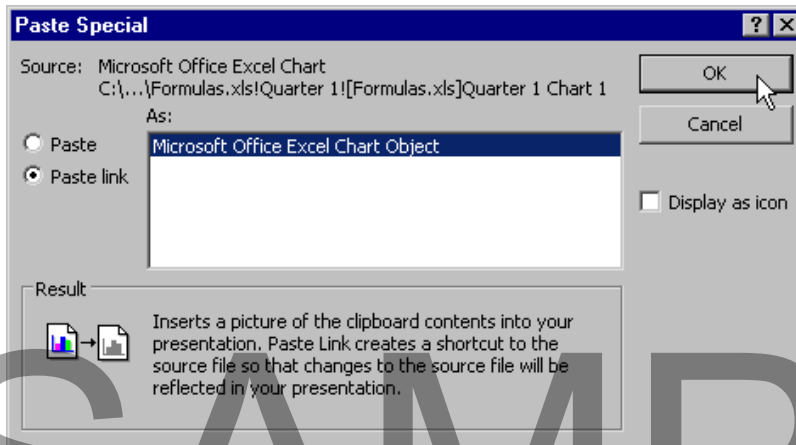 Paste Special
Source: Microsoft Office Excel Chart
C:\...\Formulas.xls!Quarter 1![Formulas.xls]Quarter 1 Chart 1
As:
Paste
Paste link
Microsoft Office Excel Chart Object
OK
Cancel
Display as icon
Result
Inserts a picture of the clipboard contents into your
presentation. Paste Link creates a shortcut to the
source file so that changes to the source file will be
reflected in your presentation.
SAMP